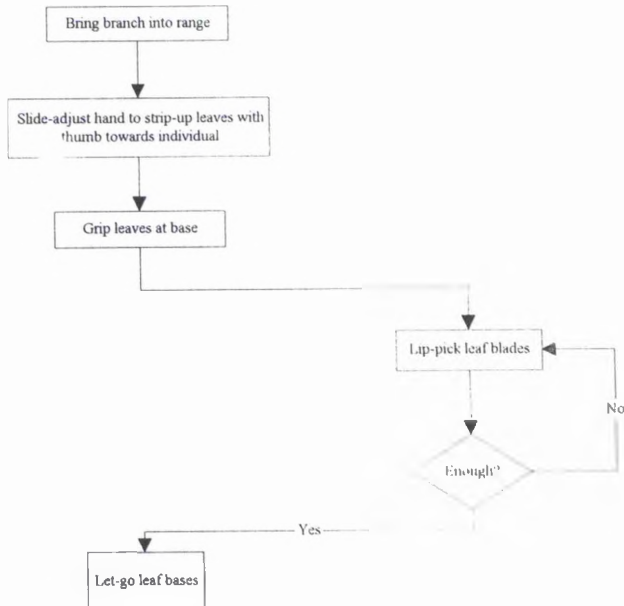 Bring branch into range
Slide-adjust hand to strip-up leaves with
thumb towards individual
Grip leaves at base
Lip-pick leaf blades
No
Enough?
Yes
Let-go leaf bases